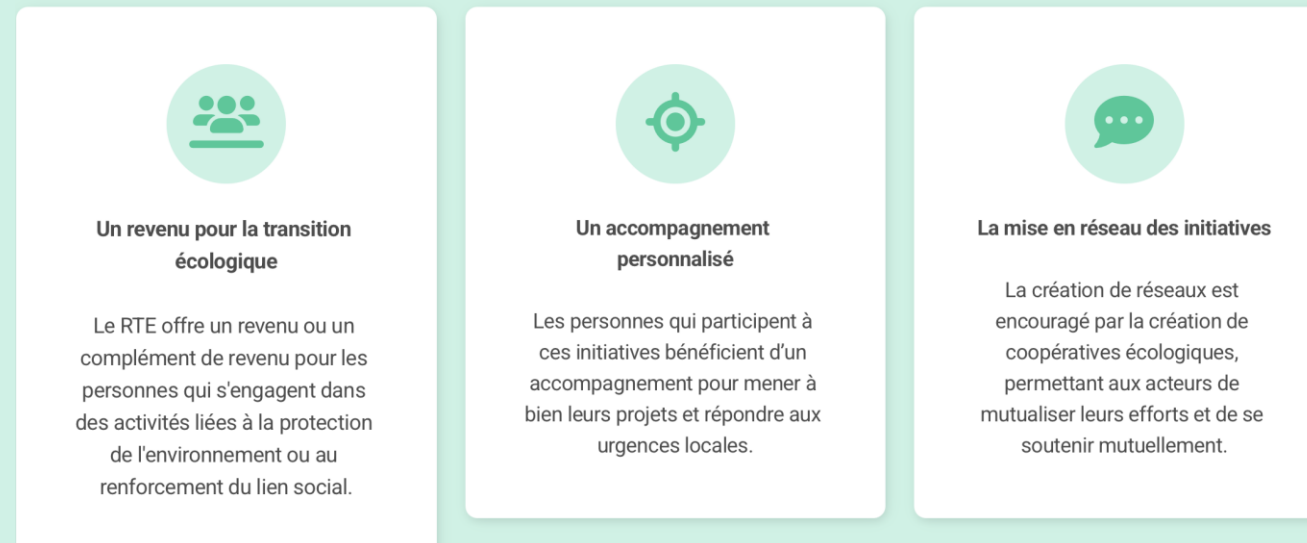 Un revenu pour la transition
écologique
Le RTE offre un revenu ou un
complément de revenu pour les
personnes qui s'engagent dans
des activités liées à la protection
de l'environnement ou au
renforcement du lien social.
Un accompagnement
personnalisé
Les personnes qui participent à
ces initiatives bénéficient d’un
accompagnement pour mener à
bien leurs projets et répondre aux
urgences locales.
La mise en réseau des initiatives
La création de réseaux est
encouragé par la création de
coopératives écologiques,
permettant aux acteurs de
mutualiser leurs efforts et de se
soutenir mutuellement.